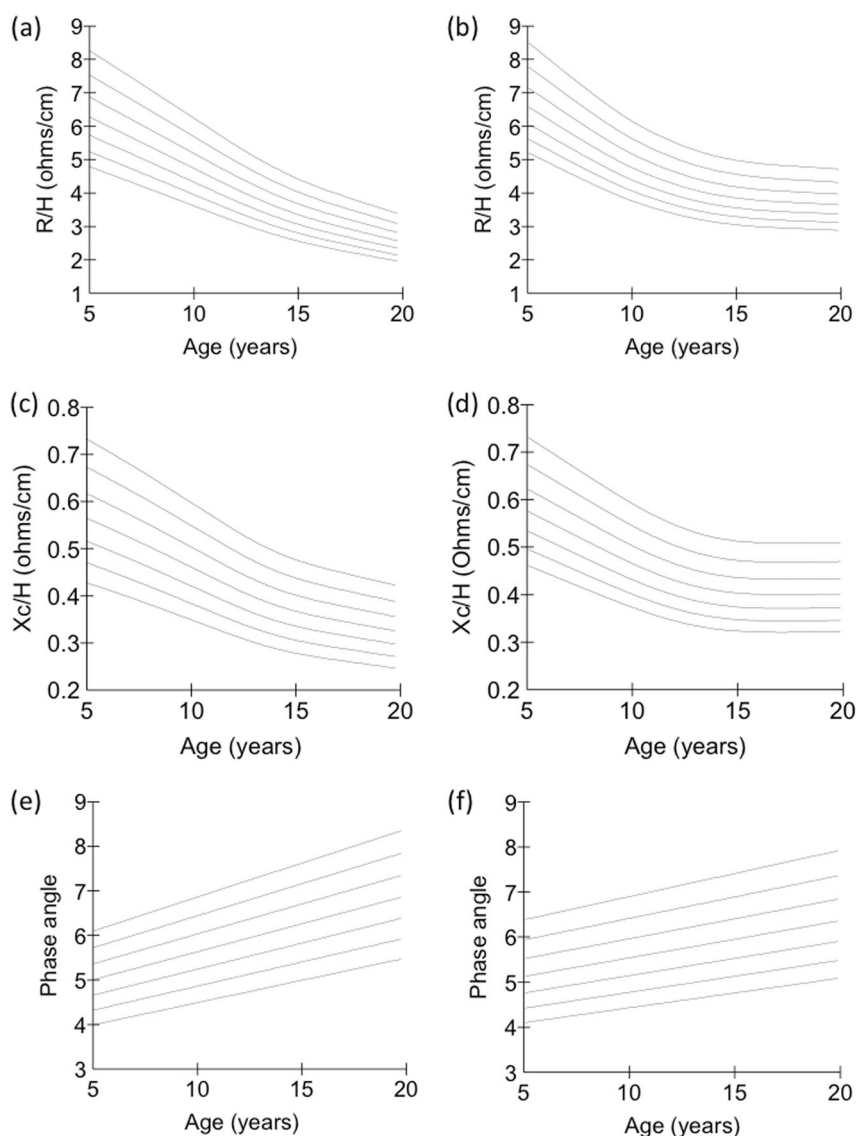 (a)
9
8
7
6
5
4
3
2
1
R/H (ohms/cm)
5 10 15 20
Age (years)
(b)
9
8
7
6
5
4
3
2
1
R/H (ohms/cm)
5 10 15 20
Age (years)
(c)
0.8
0.7
0.6
0.5
0.4
0.3
0.2
Xc/H (ohms/cm)
5 10 15 20
Age (years)
(d)
0.8
0.7
0.6
0.5
0.4
0.3
0.2
Xc/H (Ohms/cm)
5 10 15 20
Age (years)
(e)
9
8
7
6
5
4
3
Phase angle
5 10 15 20
Age (years)
(f)
9
8
7
6
5
4
3
Phase angle
5 10 15 20
Age (years)